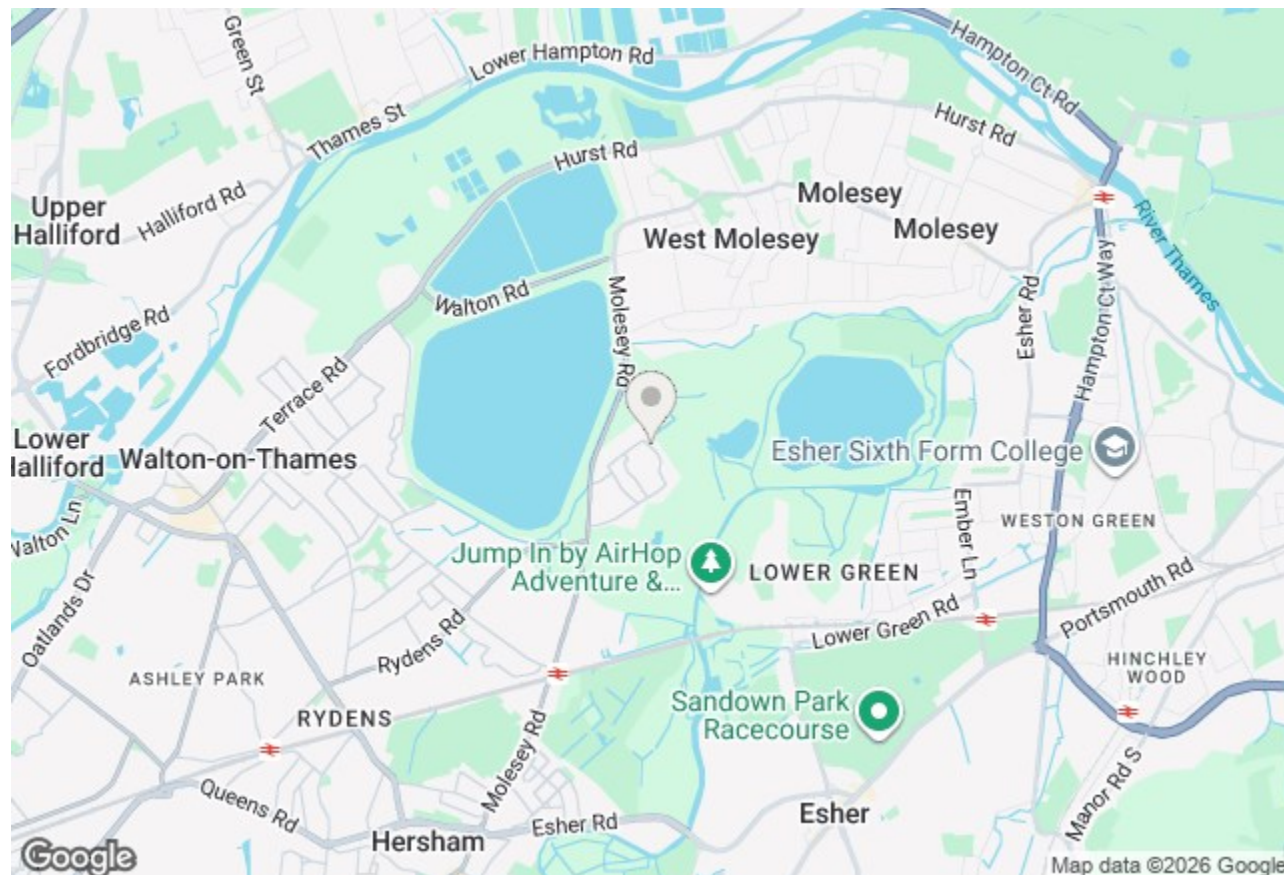 Green St
Lower Hampton Rd
Hampton Ct Rd
Thames St
Hurst Rd
Hurst Rd
Halliford Rd
Upper
Halliford
Molesey
West Molesey
Molesey
River Thames
Walton Rd
Molesey Rd
Esher Rd
Hampton Ct Way
Fordbridge Rd
Terrace Rd
Lower
Halliford
Walton-on-Thames
Esher Sixth Form College
Walton Ln
Ember Ln
WESTON GREEN
Jump In by AirHop
Adventure &...
LOWER GREEN
Oatlands Dr
Rydens Rd
Lower Green Rd
Portsmouth Rd
ASHLEY PARK
HINCHLEY
WOOD
RYDENS
Sandown Park
Racecourse
Molesey Rd
Manor Rd S
Queens Rd
Esher Rd
Esher
Hersham
Google
Map data ©2026 Google